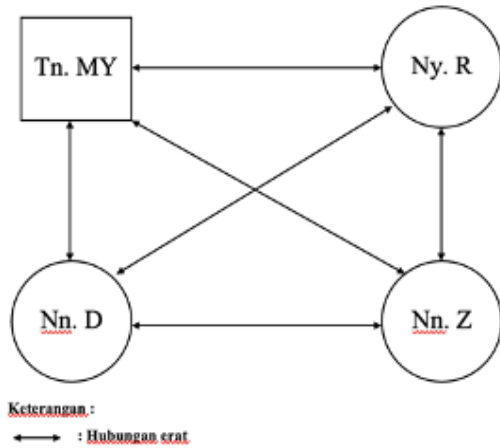 Tn. MY
Ny. R
Nn. D
Nn. Z
Keterangan :
: Hubungan erat